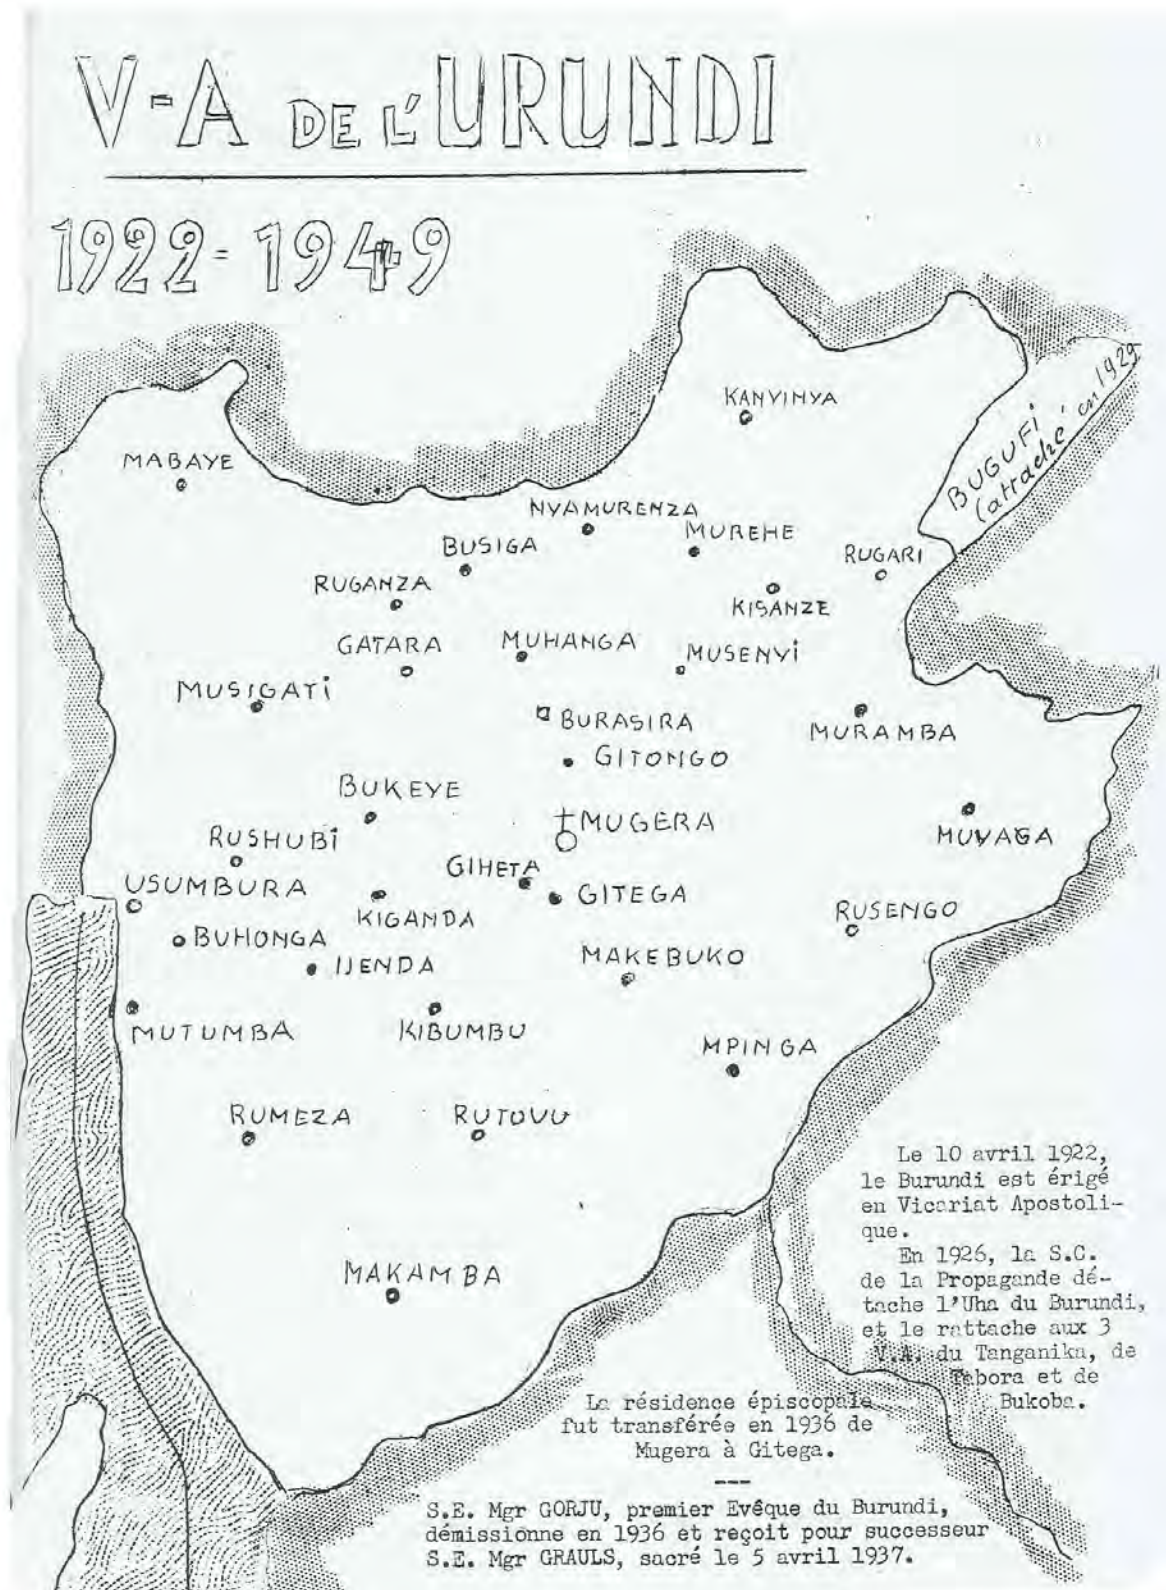 V-A DE L'URUNDI
1922-1949
KANYINYA
BUGUFI
(attaché en 1929
MABAYE
NYAMURENZA
MUREHE
BUSIGA
RUGARI
RUGANZA
KISANZE
GATARA
MUHANGA
MUSENYi
MUSIGATi
BURASIRA
MURAMBA
GITONGO
BUKEYE
MUGERA
MUYAGA
RUSHUBi
GIHETA
USUMBURA
GITEGA
KIGANDA
RUSENGO
BUHONGA
MAKEBUKO
IJENDA
MUTUMBA
KIBUMBU
MPINGA
RUMEZA
RUTOVU
MAKAMBA
Le 10 avril 1922,
le Burundi est érigé
en Vicariat Apostoli-
que.
En 1926, la S.C.
de la Propagande dé-
tache l'Uha du Burundi,
et le rattache aux 3
V.A. du Tanganika, de
Tabora et de
Bukoba.
La résidence épiscopale
fut transférée en 1936 de
Mugera à Gitega.
---
S.E. Mgr GORJU, premier Evêque du Burundi,
démissionne en 1936 et reçoit pour successeur
S.E. Mgr GRAULS, sacré le 5 avril 1937.